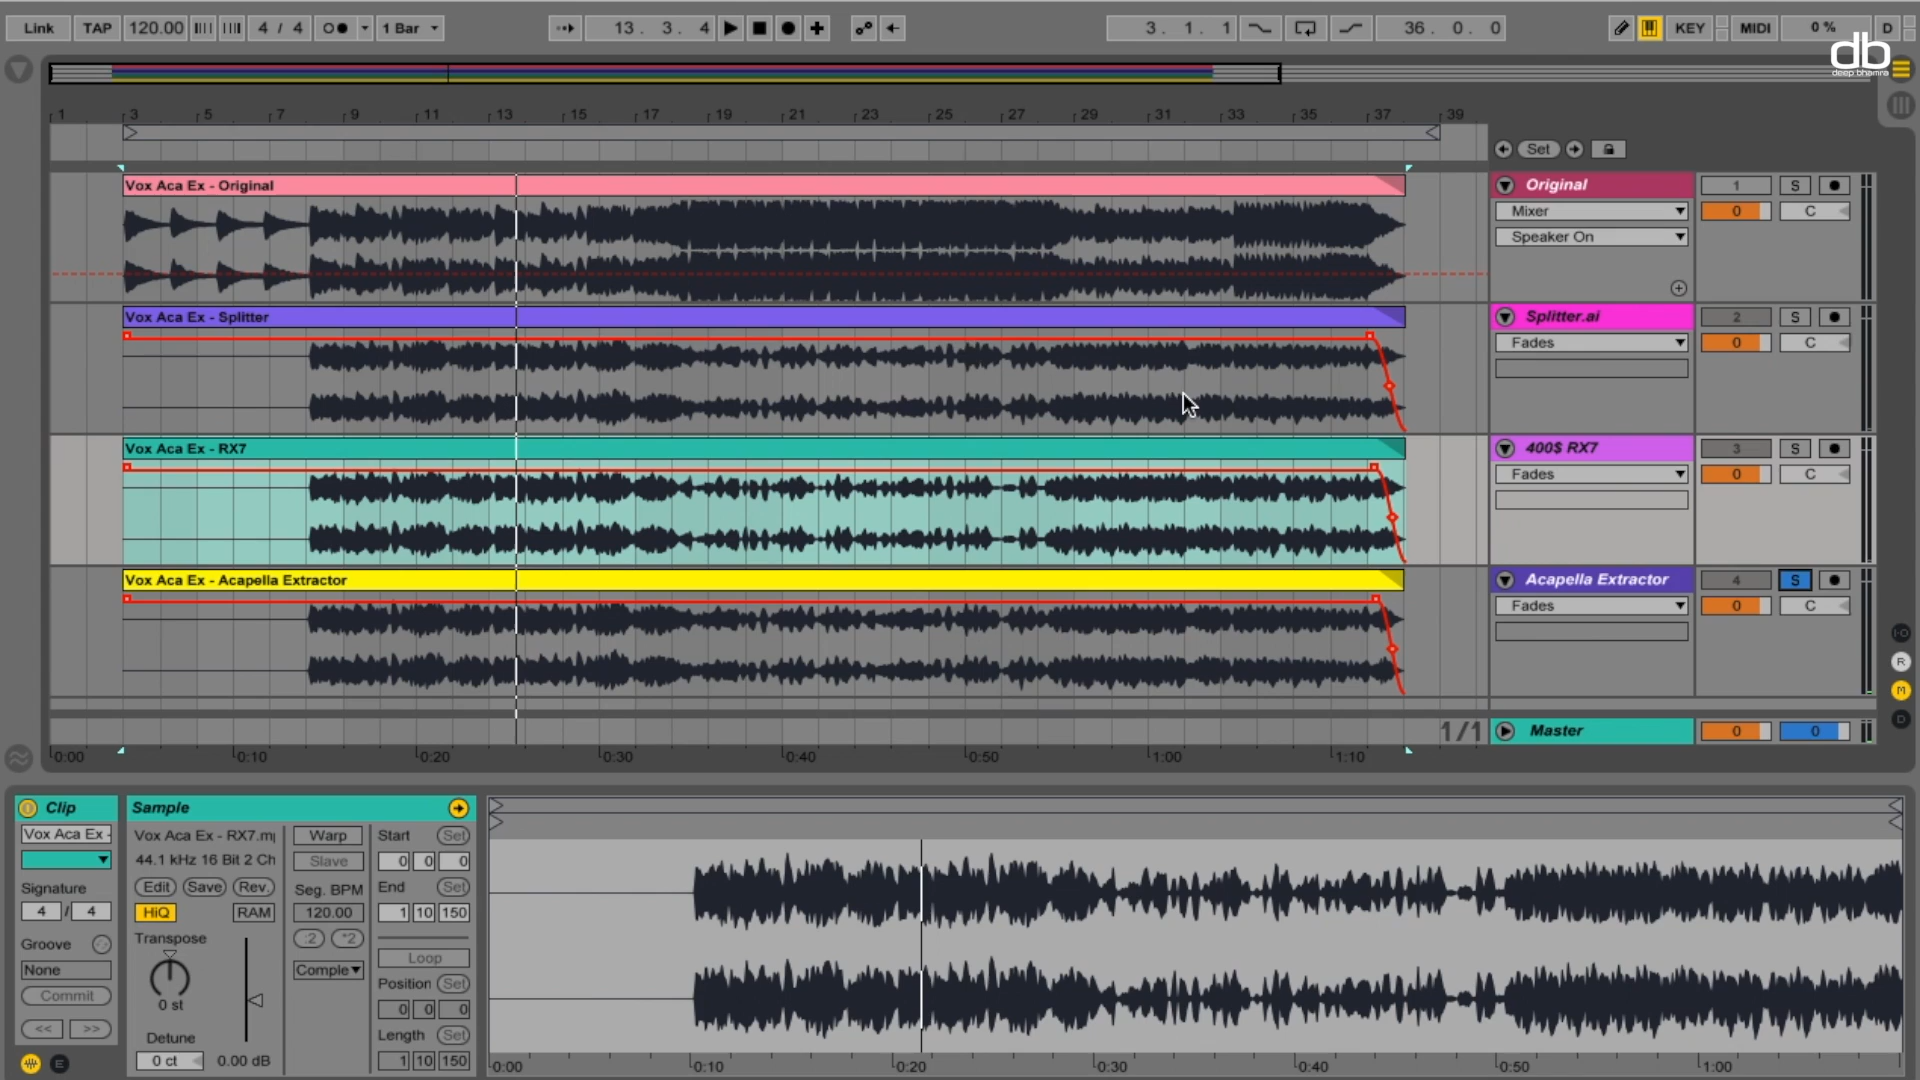 Link TAP 120.00 4 / 4 1 Bar 13. 3. 4 3. 1. 1 36. 0. 0 KEY MIDI 0 % D
db
deep bhamra
1 3 5 7 9 11 13 15 17 19 21 23 25 27 29 31 33 35 37 39
Set
Vox Aca Ex - Original
Original 1 S
Mixer 0 C
Speaker On
Vox Aca Ex - Splitter
Splitter.ai 2 S
Fades 0 C
Vox Aca Ex - RX7
400$ RX7 3 S
Fades 0 C
Vox Aca Ex - Acapella Extractor
Acapella Extractor 4 S
Fades 0 C
I-O
R
M
D
1/1 Master 0 0
0:00 0:10 0:20 0:30 0:40 0:50 1:00 1:10
Clip Sample
Vox Aca Ex - Vox Aca Ex - RX7.m Warp Start Set
44.1 kHz 16 Bit 2 Ch Slave 0 0 0
Signature Edit Save Rev. Seg. BPM End Set
4 / 4 HiQ RAM 120.00 1 10 150
Groove Transpose :2 *2
None Comple Loop
Commit 0 st Position Set
<< >> 0 0 0
Detune Length Set
E 0 ct 0.00 dB 1 10 150
0:00 0:10 0:20 0:30 0:40 0:50 1:00